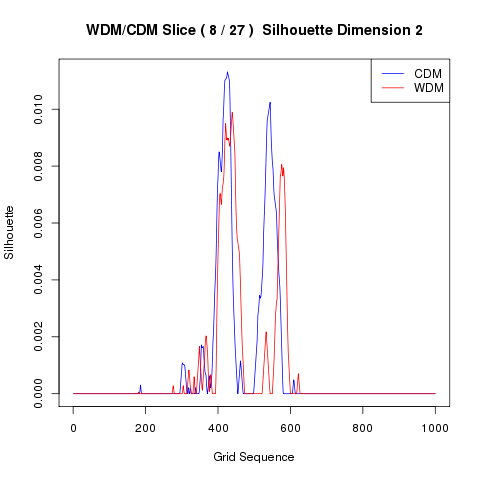 WDM/CDM Slice ( 8 / 27 )  Silhouette Dimension 2
CDM
WDM
Silhouette
0.010
0.008
0.006
0.004
0.002
0.000
0 200 400 600 800 1000
Grid Sequence